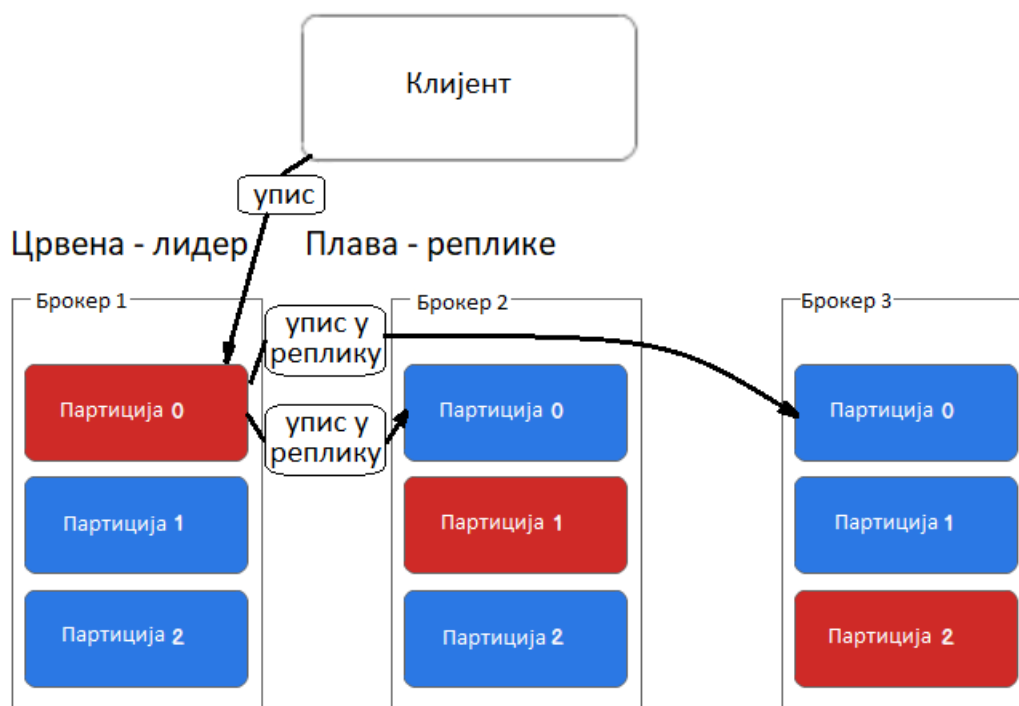 Клијент
упис
Црвена - лидер
Плава - реплике
Брокер 1
Партиција 0
Партиција 1
Партиција 2
упис у
реплику
упис у
реплику
Брокер 2
Партиција 0
Партиција 1
Партиција 2
Брокер 3
Партиција 0
Партиција 1
Партиција 2